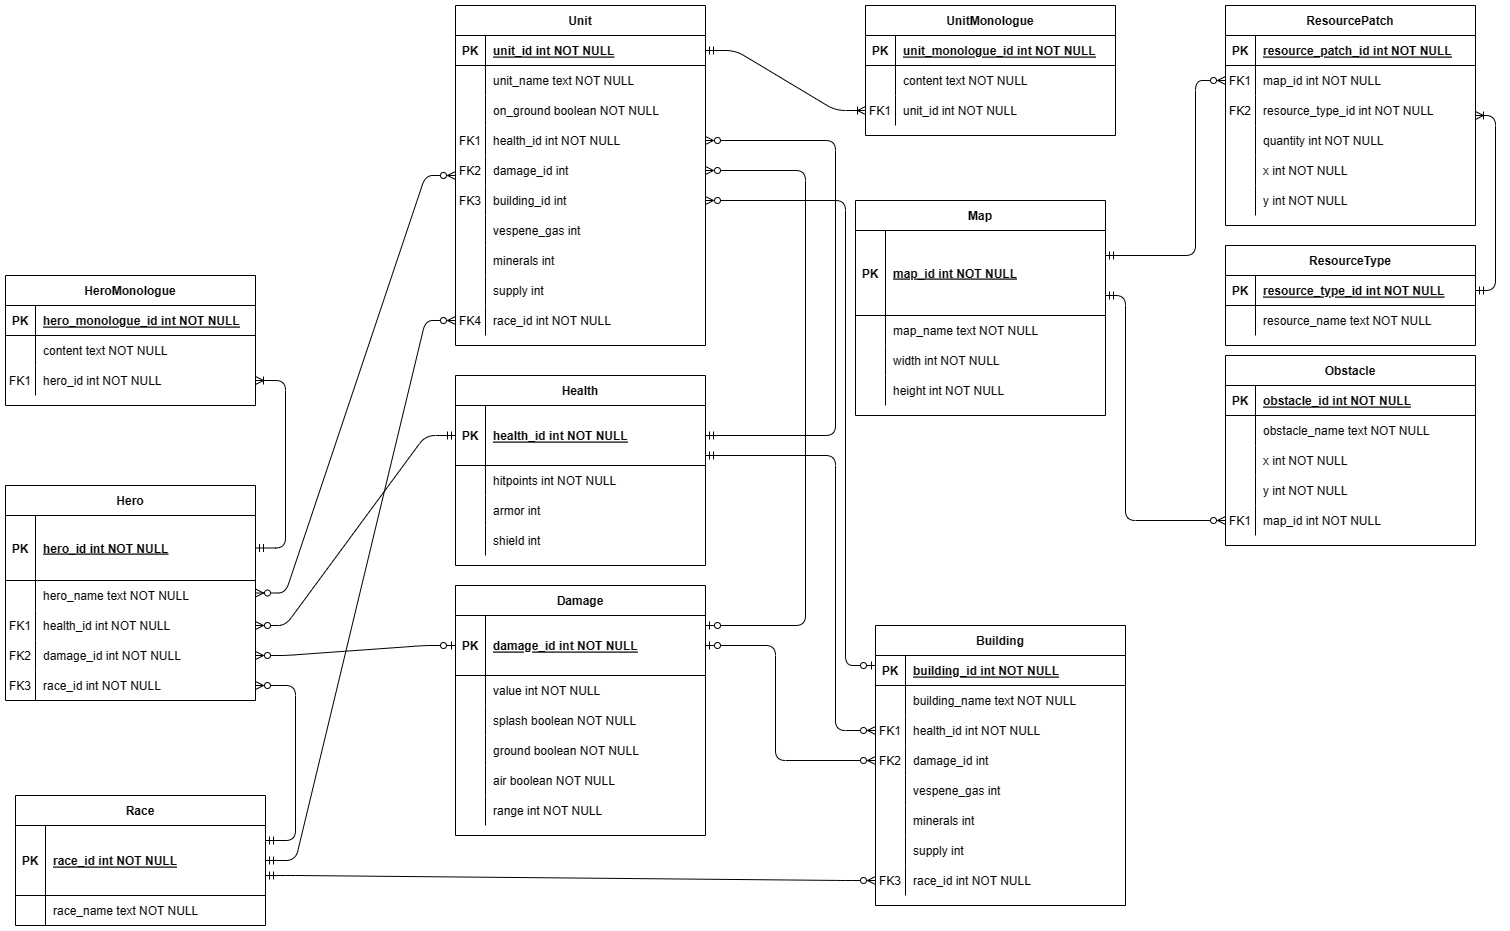 Unit
PK unit_id int NOT NULL
unit_name text NOT NULL
on_ground boolean NOT NULL
FK1 health_id int NOT NULL
FK2 damage_id int
FK3 building_id int
vespene_gas int
minerals int
supply int
FK4 race_id int NOT NULL
UnitMonologue
PK unit_monologue_id int NOT NULL
content text NOT NULL
FK1 unit_id int NOT NULL
ResourcePatch
PK resource_patch_id int NOT NULL
FK1 map_id int NOT NULL
FK2 resource_type_id int NOT NULL
quantity int NOT NULL
x int NOT NULL
y int NOT NULL
Map
PK map_id int NOT NULL
map_name text NOT NULL
width int NOT NULL
height int NOT NULL
ResourceType
PK resource_type_id int NOT NULL
resource_name text NOT NULL
HeroMonologue
PK hero_monologue_id int NOT NULL
content text NOT NULL
FK1 hero_id int NOT NULL
Obstacle
PK obstacle_id int NOT NULL
obstacle_name text NOT NULL
x int NOT NULL
y int NOT NULL
FK1 map_id int NOT NULL
Health
PK health_id int NOT NULL
hitpoints int NOT NULL
armor int
shield int
Hero
PK hero_id int NOT NULL
hero_name text NOT NULL
FK1 health_id int NOT NULL
FK2 damage_id int NOT NULL
FK3 race_id int NOT NULL
Damage
PK damage_id int NOT NULL
value int NOT NULL
splash boolean NOT NULL
ground boolean NOT NULL
air boolean NOT NULL
range int NOT NULL
Building
PK building_id int NOT NULL
building_name text NOT NULL
FK1 health_id int NOT NULL
FK2 damage_id int
vespene_gas int
minerals int
supply int
FK3 race_id int NOT NULL
Race
PK race_id int NOT NULL
race_name text NOT NULL